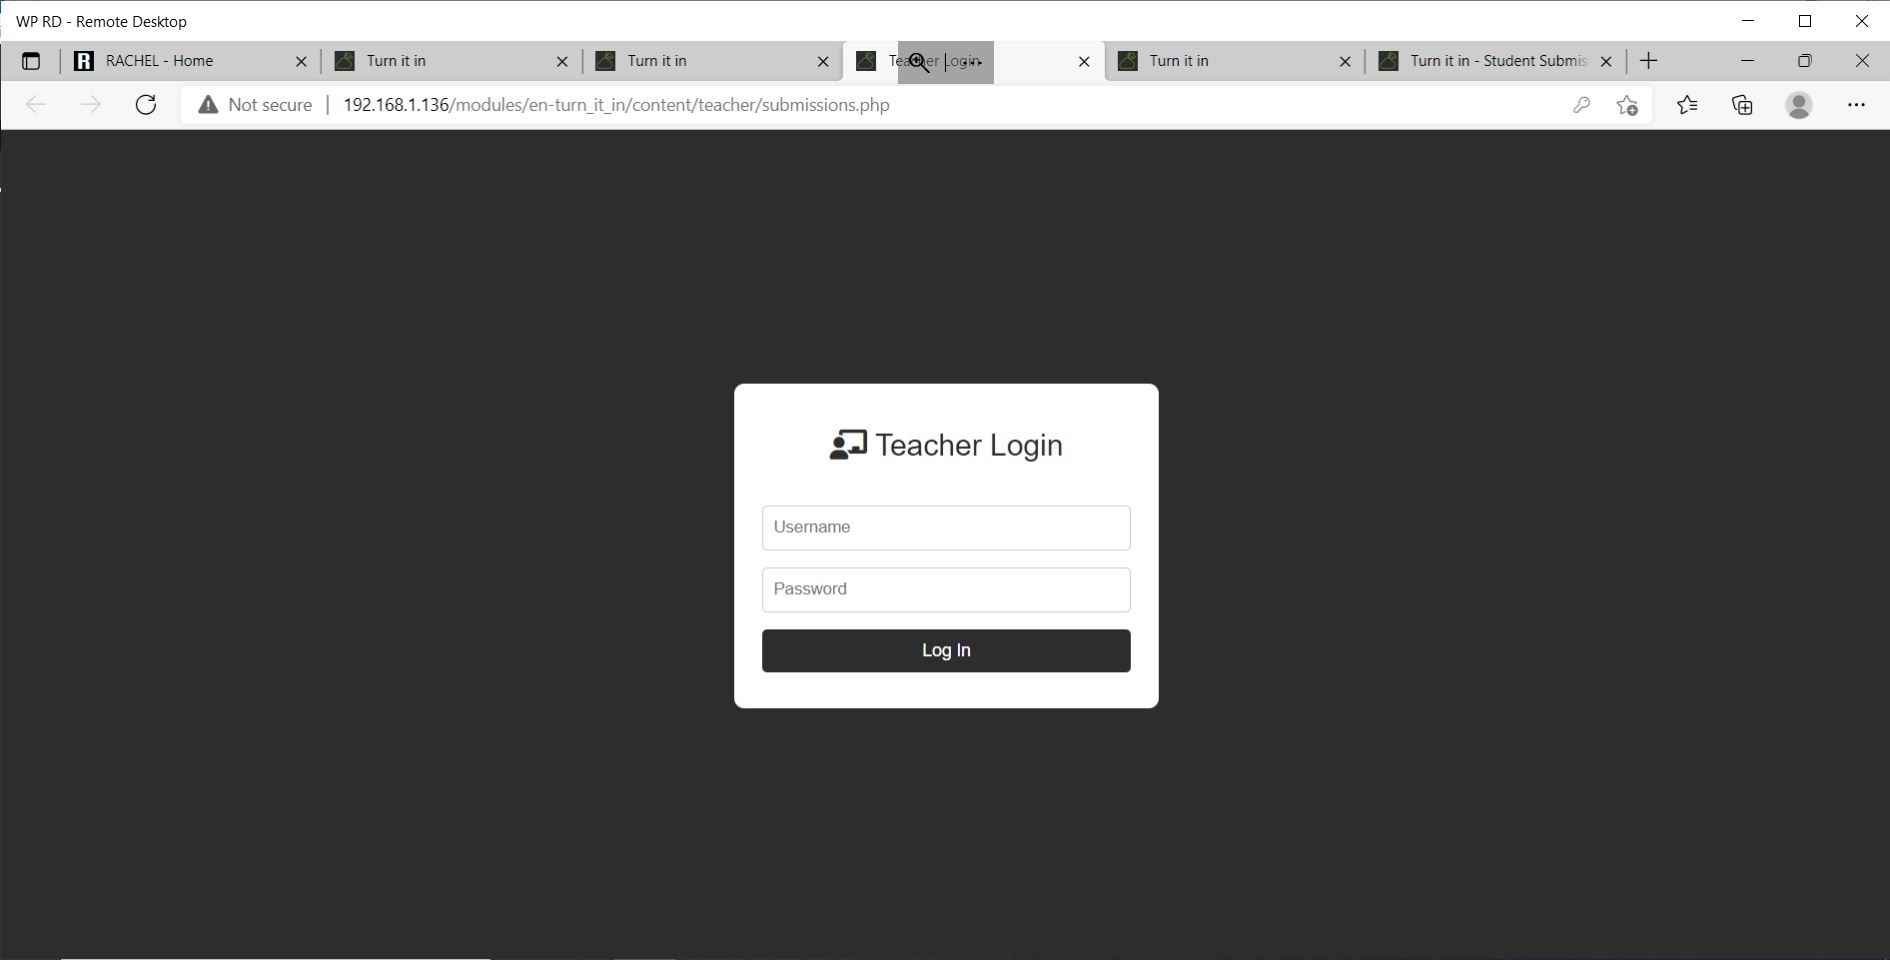 WP RD - Remote Desktop
RACHEL - Home
Turn it in
Turn it in
Teacher Login
Turn it in
Turn it in - Student Submis
Not secure
192.168.1.136/modules/en-turn_it_in/content/teacher/submissions.php
Teacher Login
Username
Password
Log In